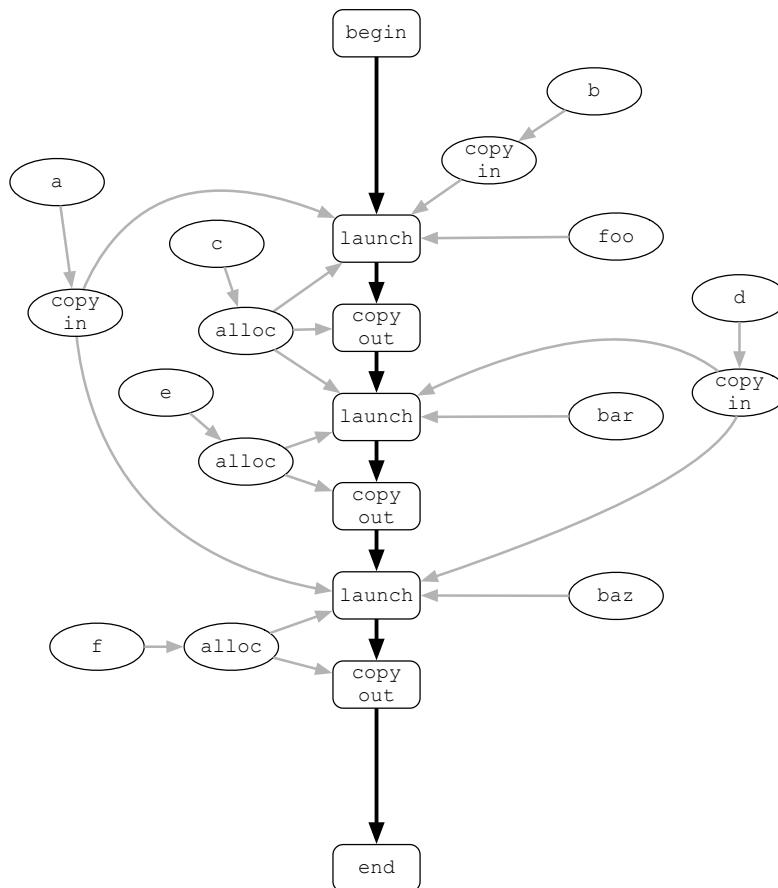 begin
b
copy
in
a
launch
foo
c
copy
in
d
alloc
copy
out
e
copy
in
launch
bar
alloc
copy
out
launch
baz
f
alloc
copy
out
end